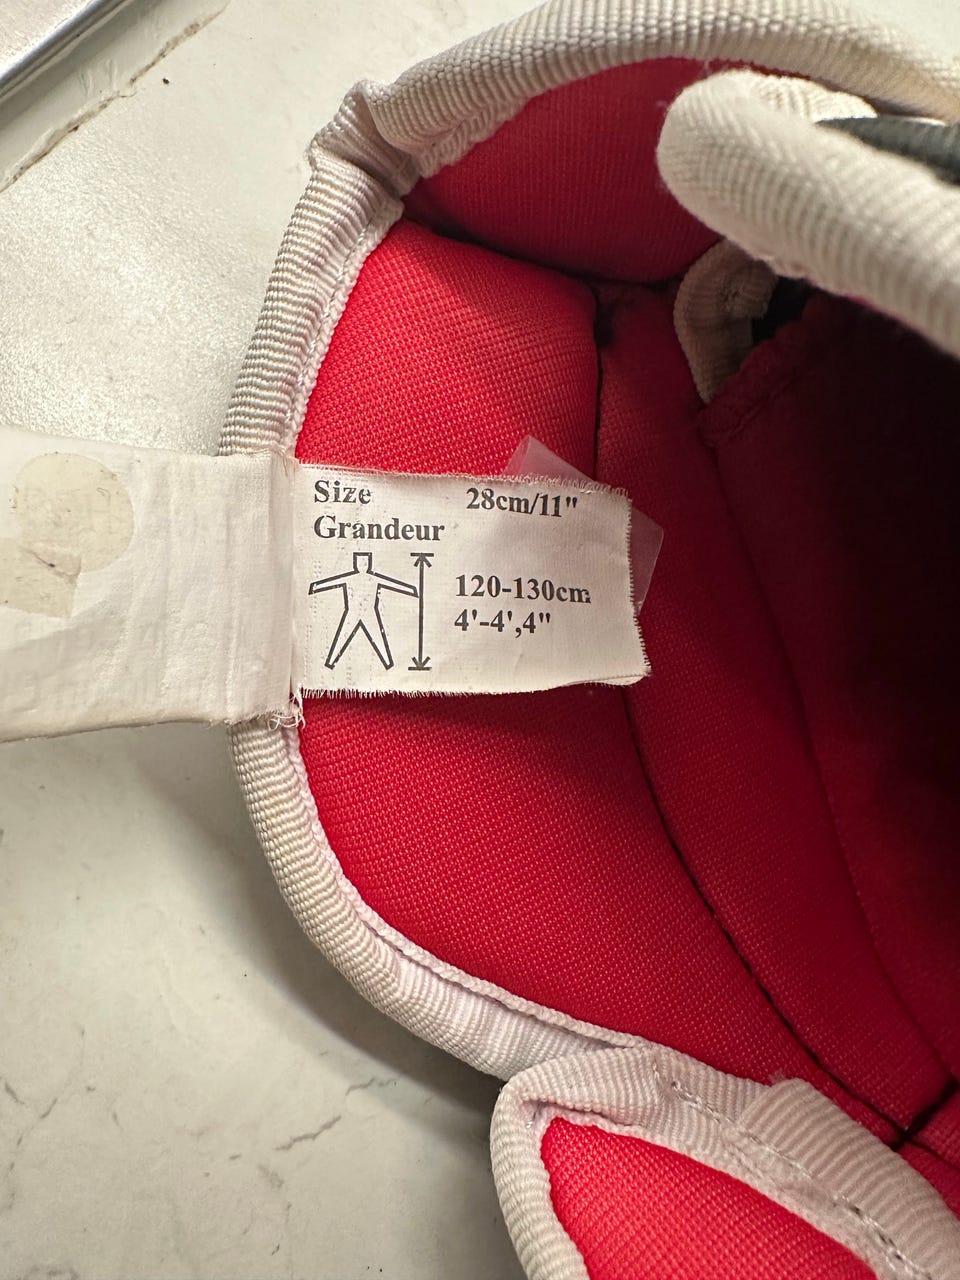 Size 28cm/11"
Grandeur
120-130cm
4'-4',4"